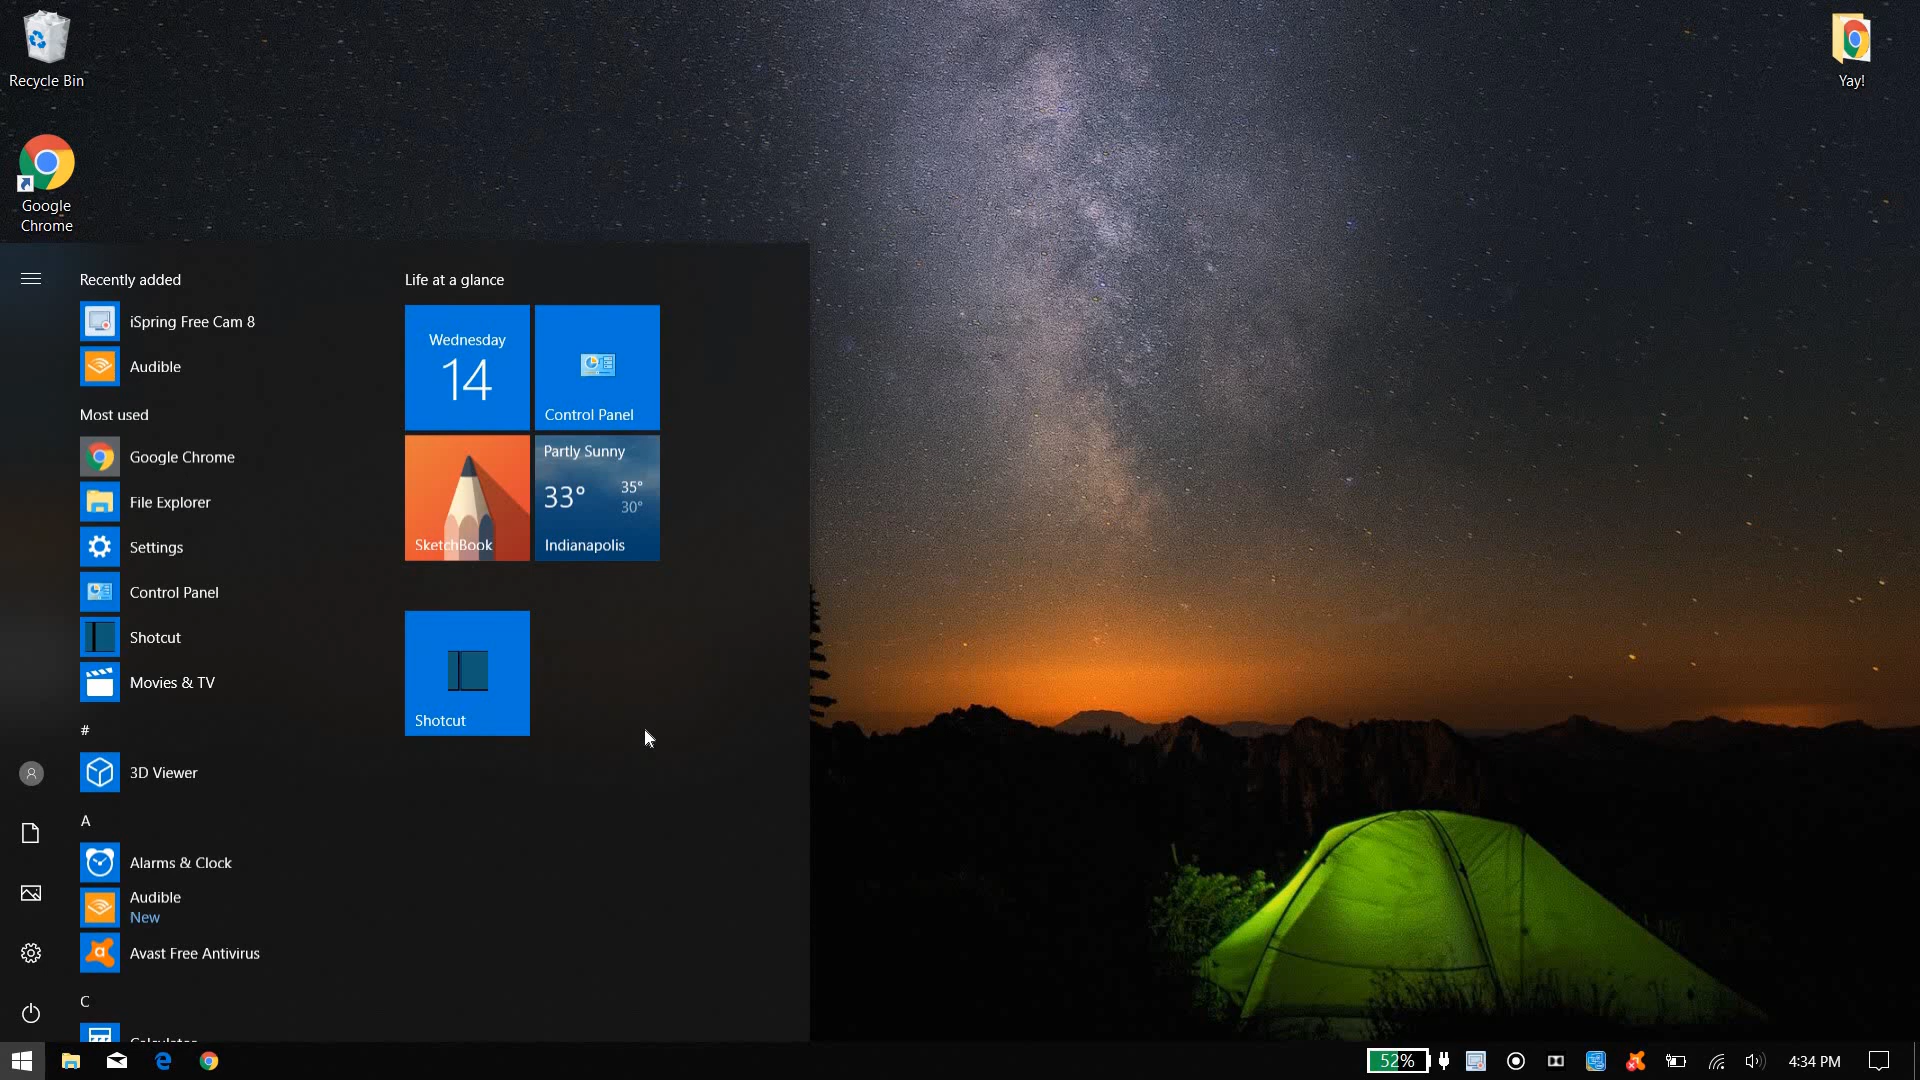 Recycle Bin
Yay!
Google
Chrome
Recently added
iSpring Free Cam 8
Audible
Most used
Google Chrome
File Explorer
Settings
Control Panel
Shotcut
Movies & TV
#
3D Viewer
A
Alarms & Clock
Audible
New
Avast Free Antivirus
C
Calculator
Life at a glance
Wednesday
14
Control Panel
SketchBook
Partly Sunny
33° 35°
30°
Indianapolis
Shotcut
52%
4:34 PM